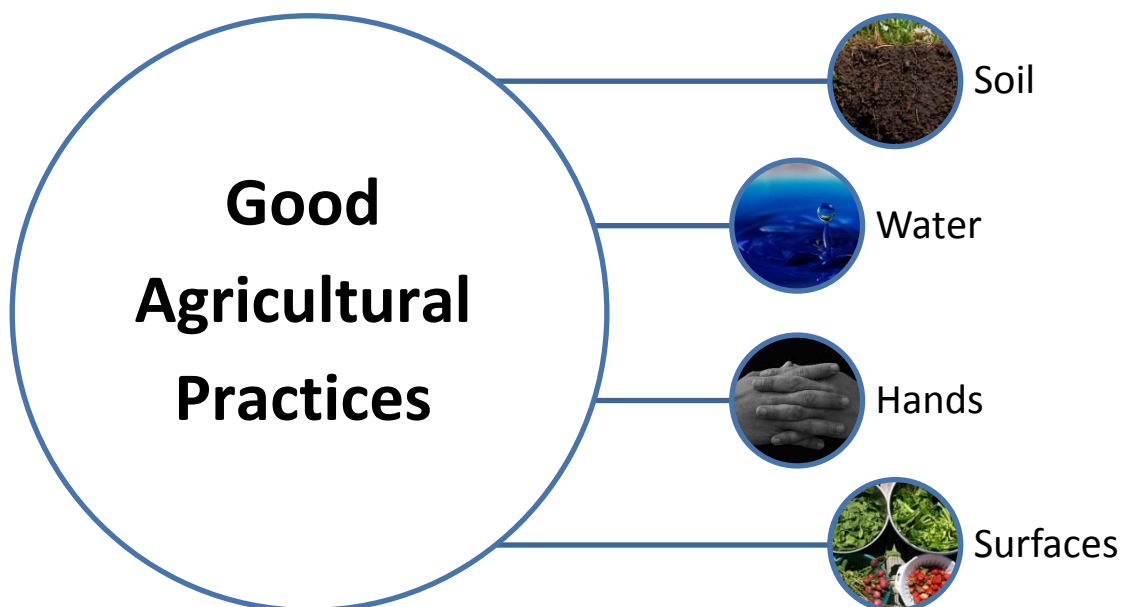 Good
Agricultural
Practices
Soil
Water
Hands
Surfaces